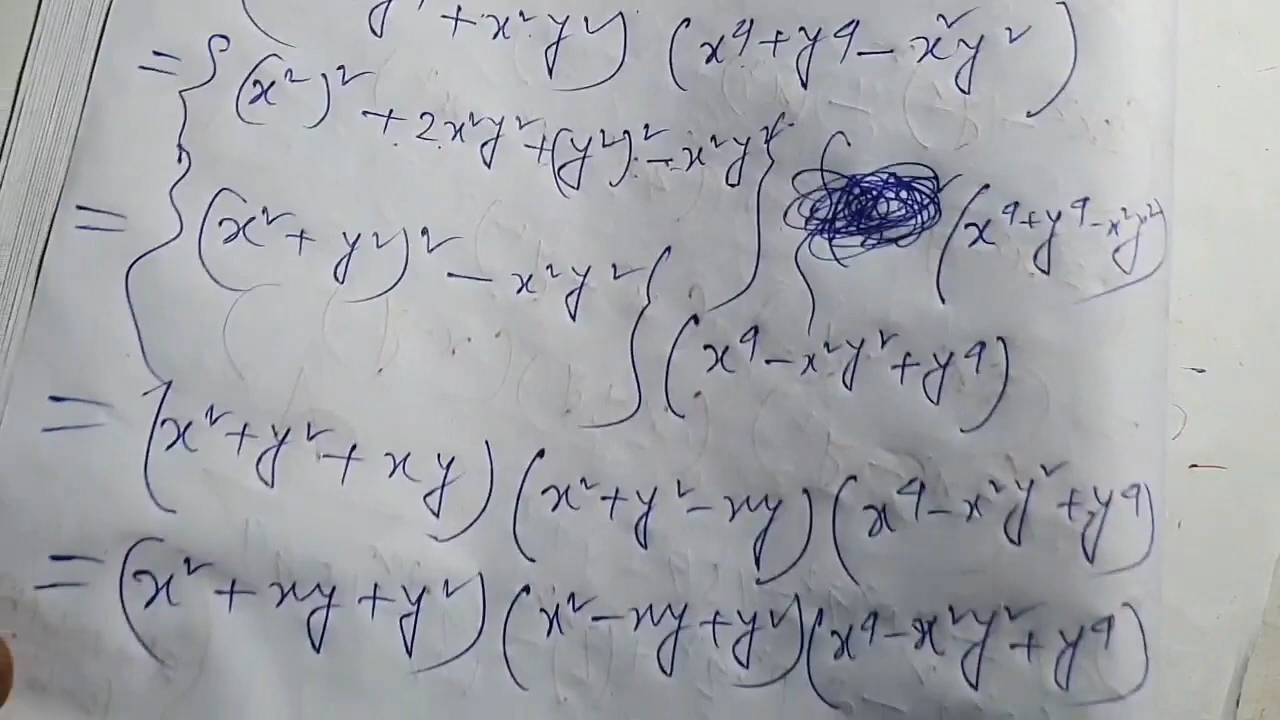 y⁴ + x²y²) (x⁴ + y⁴ − x²y²)
= {(x²)² + 2x²y² + (y²)² − x²y²} (x⁴ + y⁴ − x²y²)
= {(x² + y²)² − x²y²} (x⁴ − x²y² + y⁴)
= (x² + y² + xy) (x² + y² − xy) (x⁴ − x²y² + y⁴)
= (x² + xy + y²) (x² − xy + y²) (x⁴ − x²y² + y⁴)